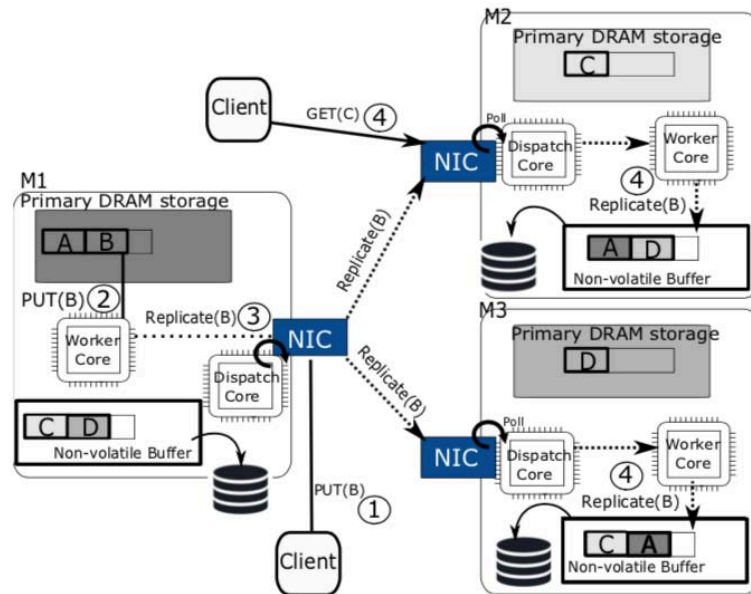 M2
Primary DRAM storage
C
Client
GET(C) 4
Poll
NIC
Dispatch
Core
Worker
Core
4
Replicate(B)
A D
Non-volatile Buffer
M1
Primary DRAM storage
A B
PUT(B) 2
Worker
Core
Replicate(B) 3
NIC
Dispatch
Core
C D
Non-volatile Buffer
Replicate(B)
Replicate(B)
PUT(B) 1
Client
M3
Primary DRAM storage
D
Poll
NIC
Dispatch
Core
Worker
Core
4
Replicate(B)
C A
Non-volatile Buffer